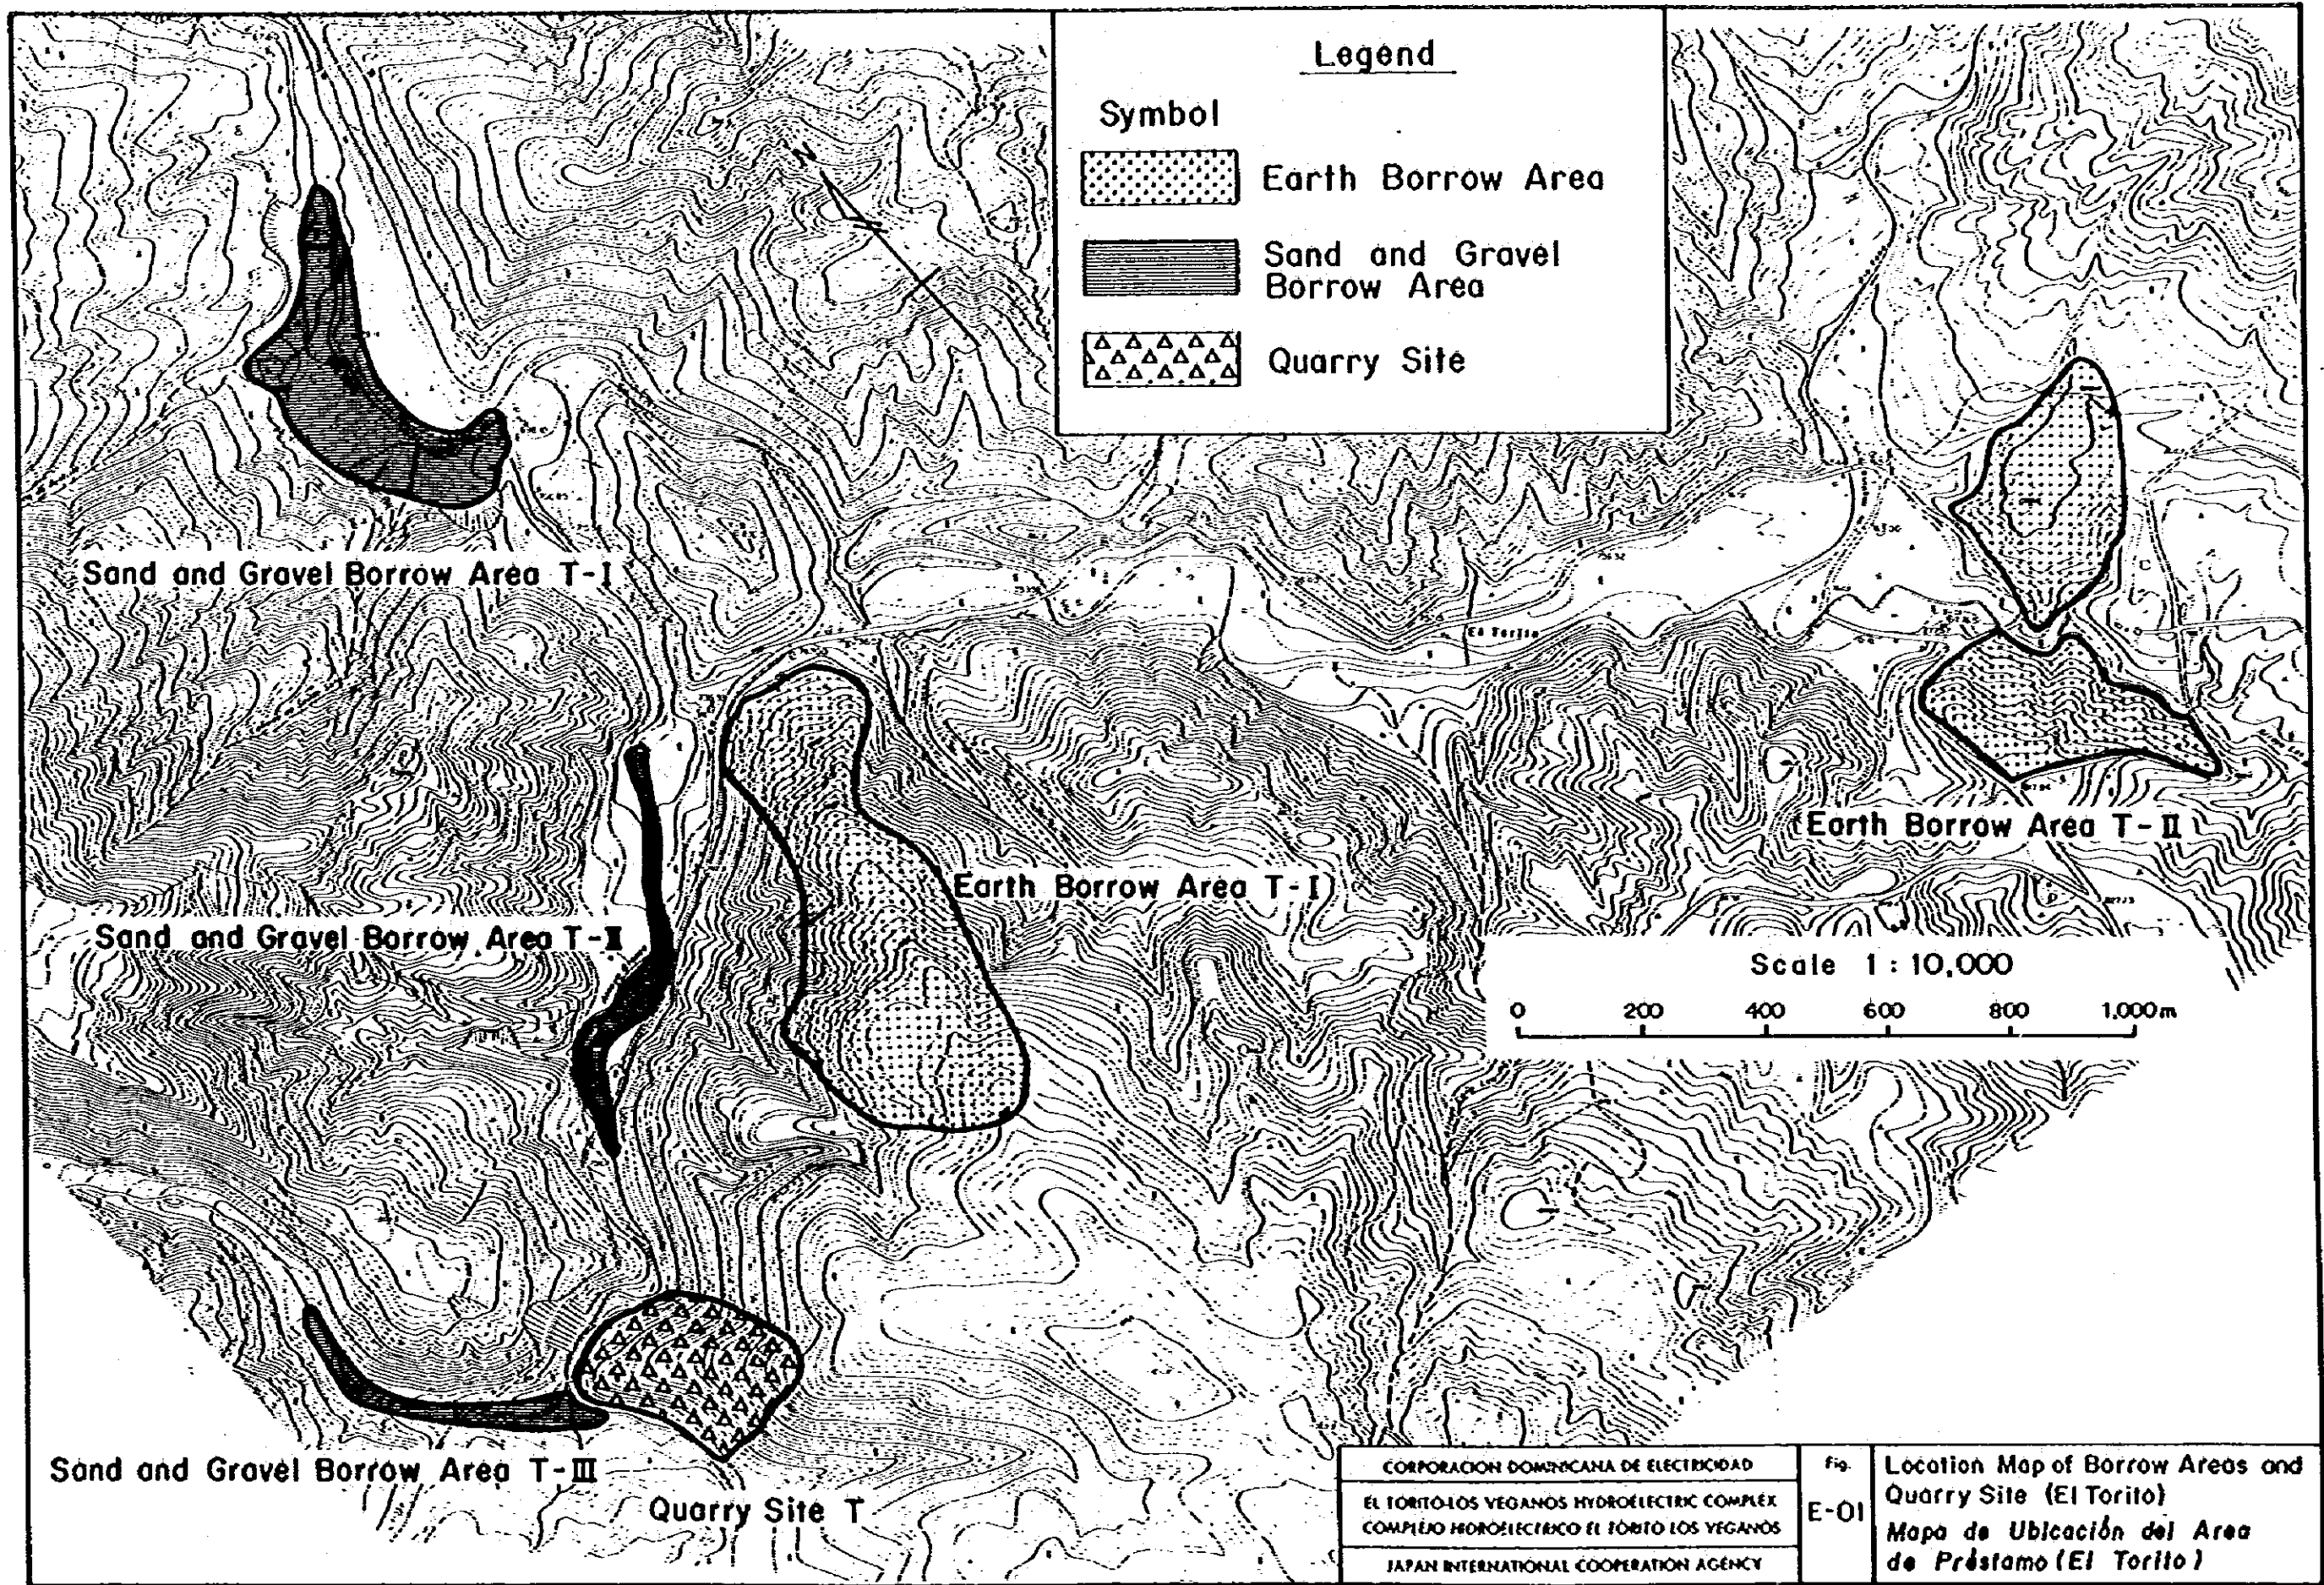 Legend
Symbol
Earth Borrow Area
Sand and Gravel
Borrow Area
Quarry Site
N
Sand and Gravel Borrow Area T-I
El Torito
Earth Borrow Area T-II
Earth Borrow Area T-I
Sand and Gravel Borrow Area T-II
Scale 1 : 10,000
0 200 400 600 800 1,000m
Sand and Gravel Borrow Area T-III
Quarry Site T
CORPORACION DOMINICANA DE ELECTRICIDAD
EL TORITO-LOS VEGANOS HYDROELECTRIC COMPLEX
COMPLEJO HIDROELECTRICO EL TORITO LOS VEGANOS
JAPAN INTERNATIONAL COOPERATION AGENCY
Fig.
E-01
Location Map of Borrow Areas and
Quarry Site (El Torito)
Mapa de Ubicación del Area
de Préstamo (El Torito)